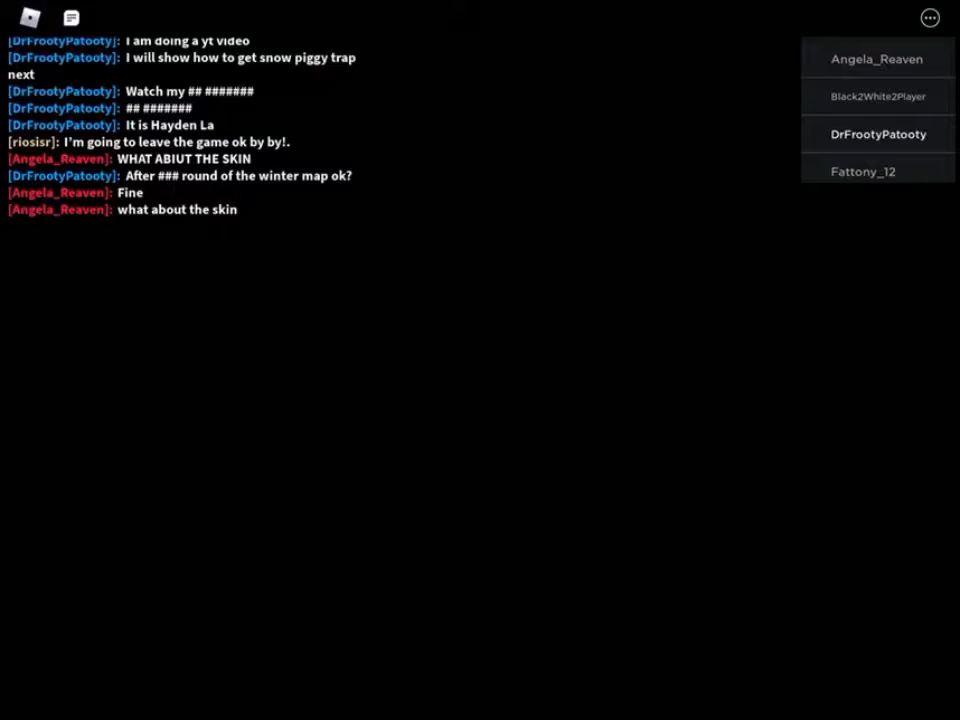 [DrFrootyPatooty]: I am doing a yt video
[DrFrootyPatooty]: I will show how to get snow piggy trap
next
[DrFrootyPatooty]: Watch my ## #######
[DrFrootyPatooty]: ## #######
[DrFrootyPatooty]: It is Hayden La
[riosisr]: I'm going to leave the game ok by by!.
[Angela_Reaven]: WHAT ABIUT THE SKIN
[DrFrootyPatooty]: After ### round of the winter map ok?
[Angela_Reaven]: Fine
[Angela_Reaven]: what about the skin
Angela_Reaven
Black2White2Player
DrFrootyPatooty
Fattony_12